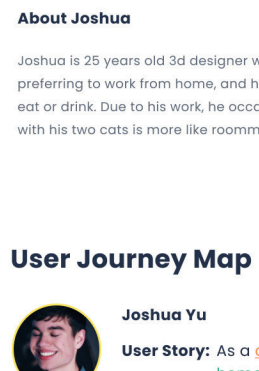 About Joshua
Joshua is 25 years old 3d designer
preferring to work from home, and
eat or drink. Due to his work, he
with his two cats is more like
User Journey Map
Joshua Yu
User Story: As a